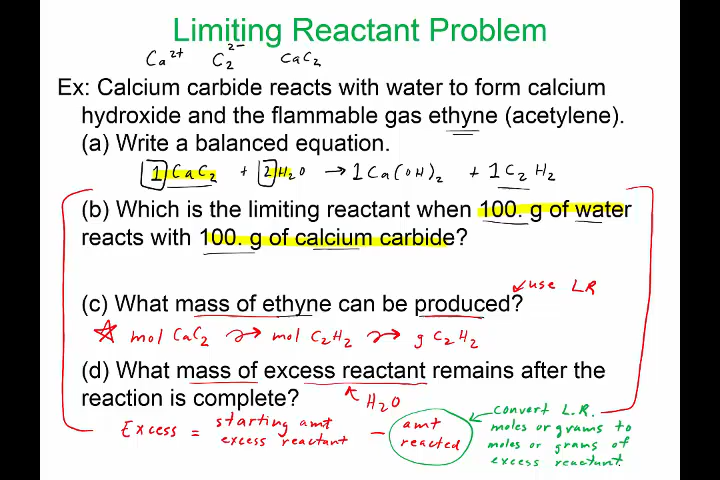 Limiting Reactant Problem
Ca²⁺ C₂²⁻ CaC₂
Ex: Calcium carbide reacts with water to form calcium
hydroxide and the flammable gas ethyne (acetylene).
(a) Write a balanced equation.
1 CaC₂ + 2 H₂O → 1 Ca(OH)₂ + 1 C₂H₂
(b) Which is the limiting reactant when 100. g of water
reacts with 100. g of calcium carbide?
use LR
(c) What mass of ethyne can be produced?
mol CaC₂ → mol C₂H₂ → g C₂H₂
(d) What mass of excess reactant remains after the
reaction is complete?
H₂O
Excess = starting amt
excess reactant
− amt
reacted
convert L.R.
moles or grams to
moles or grams of
excess reactant.